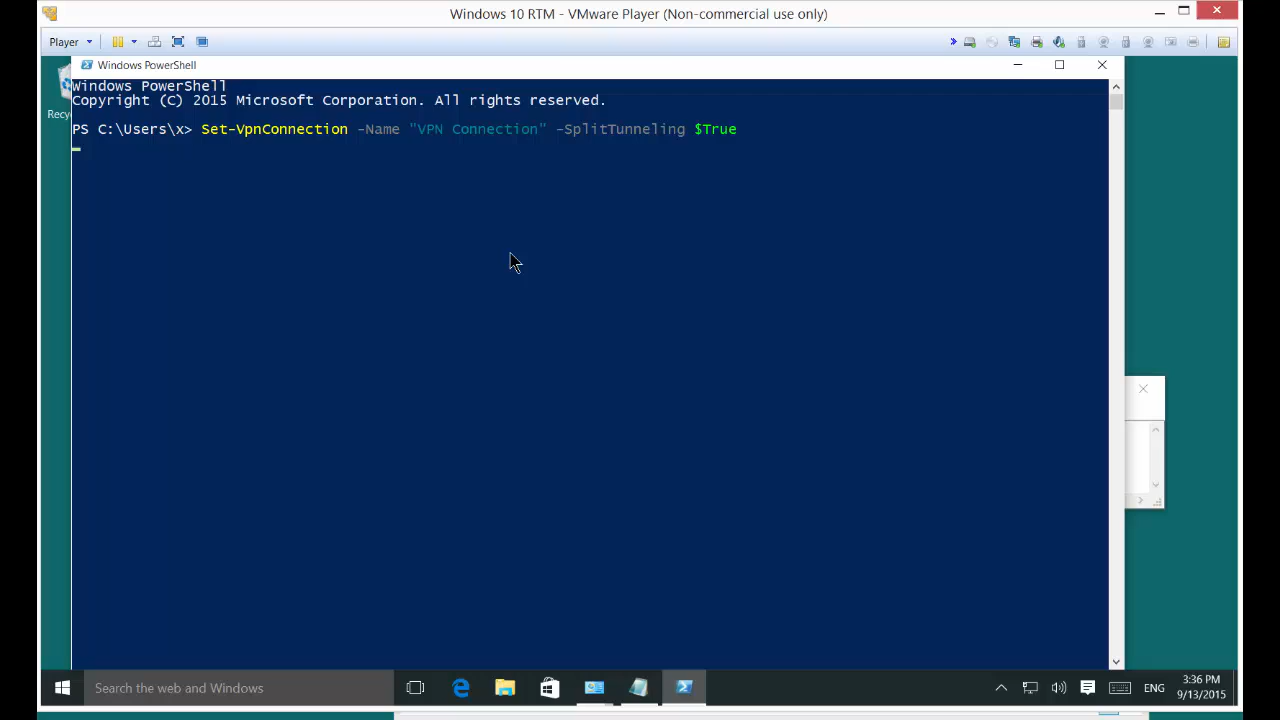 Windows 10 RTM - VMware Player (Non-commercial use only)
Player
Windows PowerShell
Windows PowerShell
Copyright (C) 2015 Microsoft Corporation. All rights reserved.
PS C:\Users\x> Set-VpnConnection -Name "VPN Connection" -SplitTunneling $True
Recyc
Search the web and Windows
ENG
3:36 PM
9/13/2015